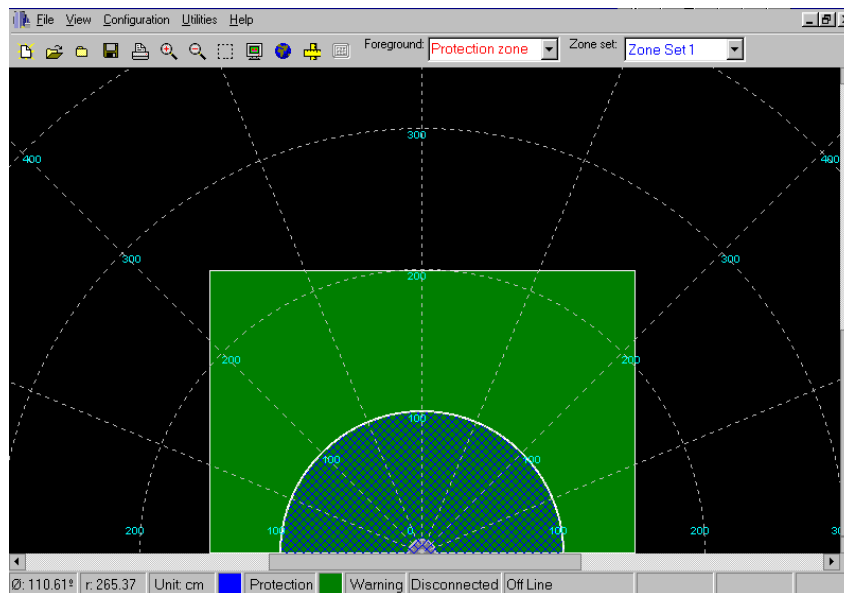 File View Configuration Utilities Help
Foreground: Protection zone Zone set: Zone Set 1
300
400 400
300 300
200
200 200
100
100 100
200 100 0 100 200 30
Ø: 110.61º r: 265.37 Unit: cm Protection Warning Disconnected Off Line